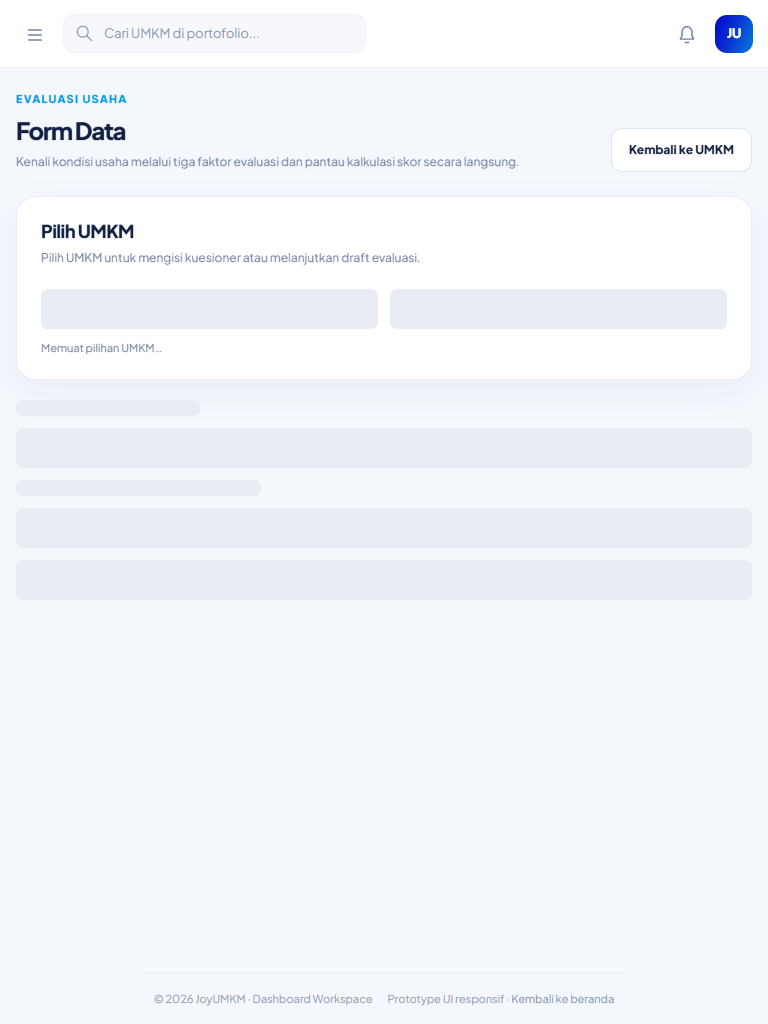 Cari UMKM di portofolio...
JU
EVALUASI USAHA
Form Data
Kenali kondisi usaha melalui tiga faktor evaluasi dan pantau kalkulasi skor secara langsung.
Kembali ke UMKM
Pilih UMKM
Pilih UMKM untuk mengisi kuesioner atau melanjutkan draft evaluasi.
Memuat pilihan UMKM…
© 2026 JoyUMKM · Dashboard Workspace
Prototype UI responsif · Kembali ke beranda